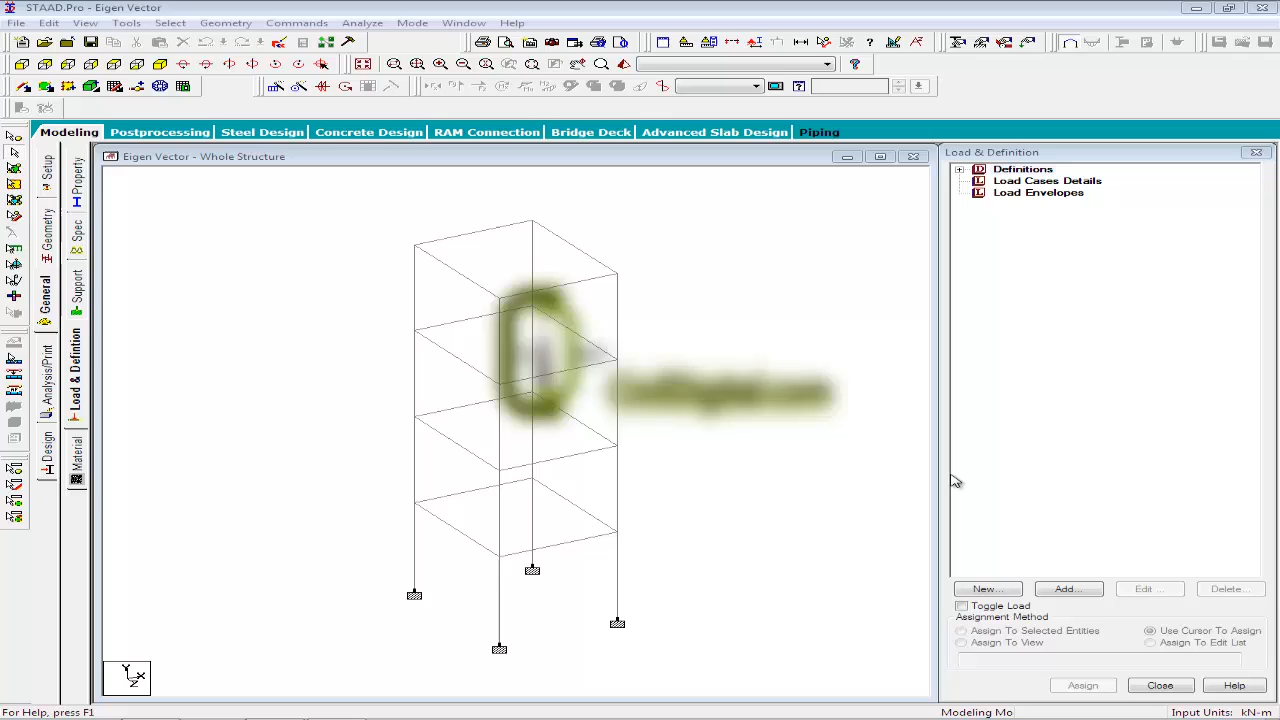 STAAD.Pro - Eigen Vector
File Edit View Tools Select Geometry Commands Analyze Mode Window Help
Modeling Postprocessing Steel Design Concrete Design RAM Connection Bridge Deck Advanced Slab Design Piping
Setup
Geometry
General
Analysis/Print
Design
Property
Spec
Support
Load & Definition
Material
Eigen Vector - Whole Structure
Y
X
Z
Load & Definition
Definitions
Load Cases Details
Load Envelopes
New... Add... Edit ... Delete...
Toggle Load
Assignment Method
Assign To Selected Entities Use Cursor To Assign
Assign To View Assign To Edit List
Assign Close Help
For Help, press F1 Modeling Mo Input Units: kN-m